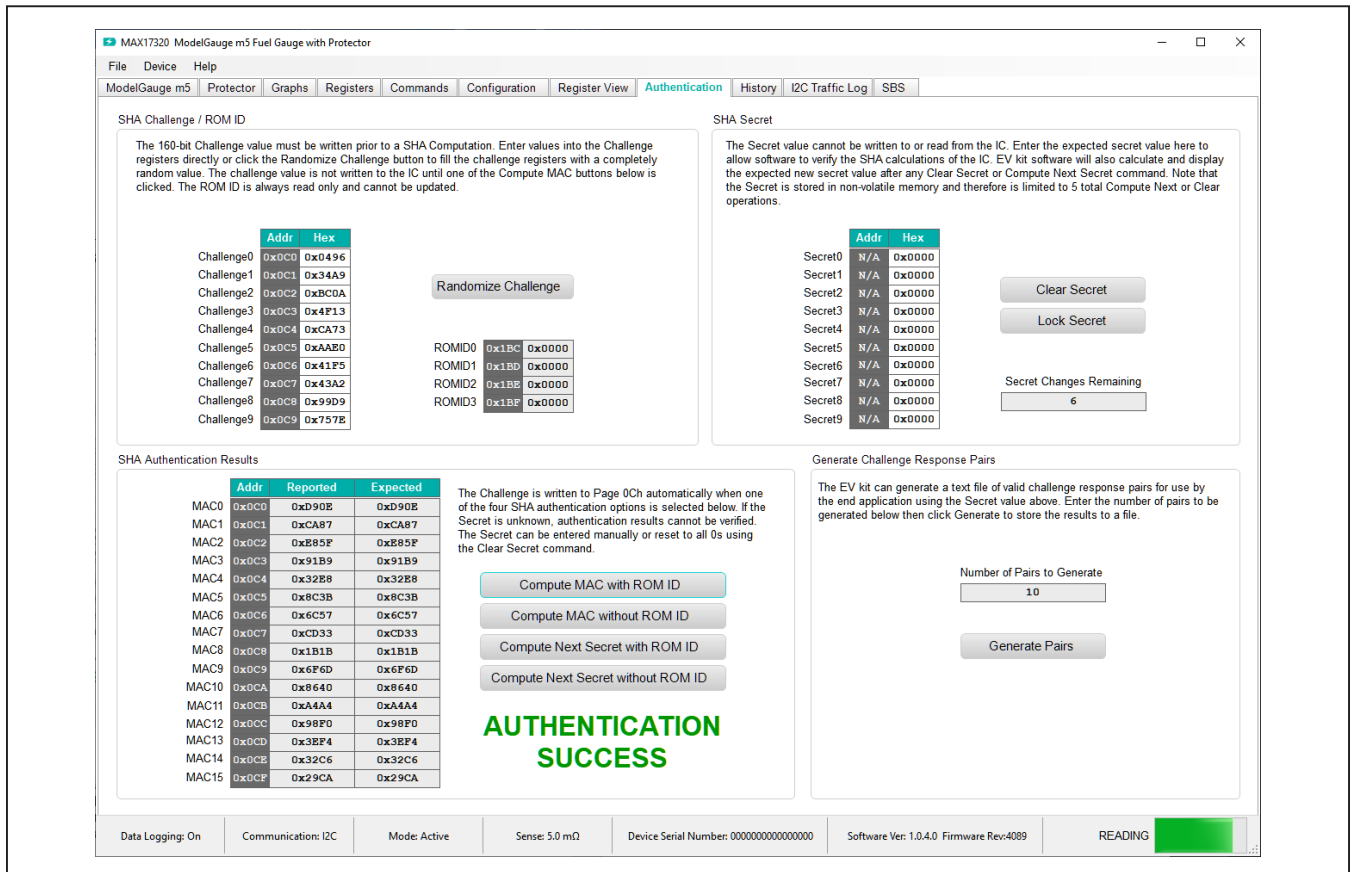 MAX17320 ModelGauge m5 Fuel Gauge with Protector
File Device Help
ModelGauge m5 Protector Graphs Registers Commands Configuration Register View Authentication History I2C Traffic Log SBS
SHA Challenge / ROM ID
The 160-bit Challenge value must be written prior to a SHA Computation. Enter values into the Challenge
registers directly or click the Randomize Challenge button to fill the challenge registers with a completely
random value. The challenge value is not written to the IC until one of the Compute MAC buttons below is
clicked. The ROM ID is always read only and cannot be updated.
Addr Hex
Challenge0 0x0C0 0x0496
Challenge1 0x0C1 0x34A9
Challenge2 0x0C2 0xBC0A
Challenge3 0x0C3 0x4F13
Challenge4 0x0C4 0xCA73
Challenge5 0x0C5 0xAAE0
Challenge6 0x0C6 0x41F5
Challenge7 0x0C7 0x43A2
Challenge8 0x0C8 0x99D9
Challenge9 0x0C9 0x757E
Randomize Challenge
ROMID0 0x1BC 0x0000
ROMID1 0x1BD 0x0000
ROMID2 0x1BE 0x0000
ROMID3 0x1BF 0x0000
SHA Secret
The Secret value cannot be written to or read from the IC. Enter the expected secret value here to
allow software to verify the SHA calculations of the IC. EV kit software will also calculate and display
the expected new secret value after any Clear Secret or Compute Next Secret command. Note that
the Secret is stored in non-volatile memory and therefore is limited to 5 total Compute Next or Clear
operations.
Addr Hex
Secret0 N/A 0x0000
Secret1 N/A 0x0000
Secret2 N/A 0x0000
Secret3 N/A 0x0000
Secret4 N/A 0x0000
Secret5 N/A 0x0000
Secret6 N/A 0x0000
Secret7 N/A 0x0000
Secret8 N/A 0x0000
Secret9 N/A 0x0000
Clear Secret
Lock Secret
Secret Changes Remaining
6
SHA Authentication Results
Addr Reported Expected
MAC0 0x0C0 0xD90E 0xD90E
MAC1 0x0C1 0xCA87 0xCA87
MAC2 0x0C2 0xE85F 0xE85F
MAC3 0x0C3 0x91B9 0x91B9
MAC4 0x0C4 0x32E8 0x32E8
MAC5 0x0C5 0x8C3B 0x8C3B
MAC6 0x0C6 0x6C57 0x6C57
MAC7 0x0C7 0xCD33 0xCD33
MAC8 0x0C8 0x1B1B 0x1B1B
MAC9 0x0C9 0x6F6D 0x6F6D
MAC10 0x0CA 0x8640 0x8640
MAC11 0x0CB 0xA4A4 0xA4A4
MAC12 0x0CC 0x98F0 0x98F0
MAC13 0x0CD 0x3EF4 0x3EF4
MAC14 0x0CE 0x32C6 0x32C6
MAC15 0x0CF 0x29CA 0x29CA
The Challenge is written to Page 0Ch automatically when one
of the four SHA authentication options is selected below. If the
Secret is unknown, authentication results cannot be verified.
The Secret can be entered manually or reset to all 0s using
the Clear Secret command.
Compute MAC with ROM ID
Compute MAC without ROM ID
Compute Next Secret with ROM ID
Compute Next Secret without ROM ID
AUTHENTICATION
SUCCESS
Generate Challenge Response Pairs
The EV kit can generate a text file of valid challenge response pairs for use by
the end application using the Secret value above. Enter the number of pairs to be
generated below then click Generate to store the results to a file.
Number of Pairs to Generate
10
Generate Pairs
Data Logging: On Communication: I2C Mode: Active Sense: 5.0 mΩ Device Serial Number: 0000000000000000 Software Ver: 1.0.4.0 Firmware Rev:4089 READING